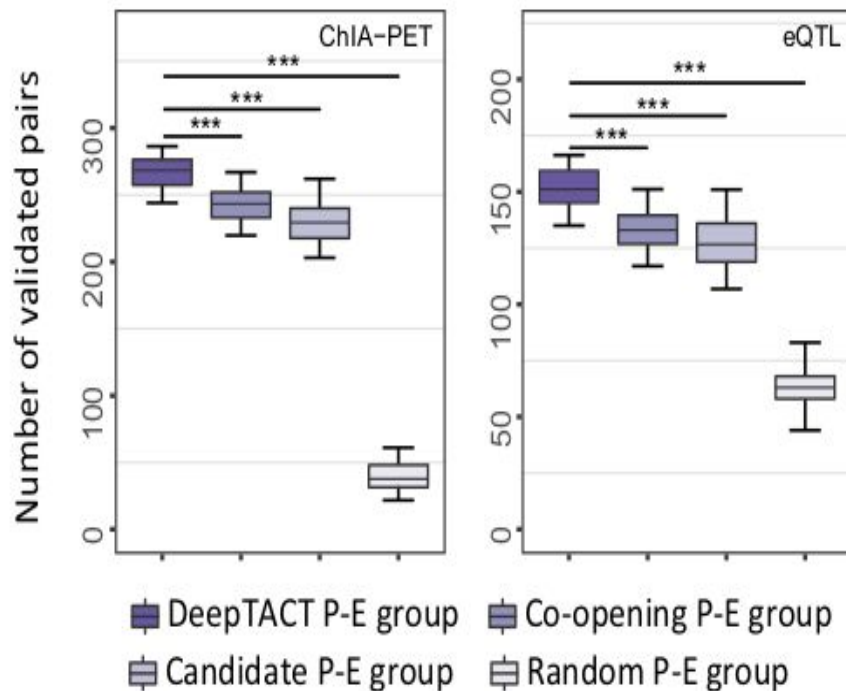 ChIA-PET
eQTL
Number of validated pairs
300
200
100
0
***
***
***
200
150
100
50
0
***
***
***
DeepTACT P-E group
Co-opening P-E group
Candidate P-E group
Random P-E group